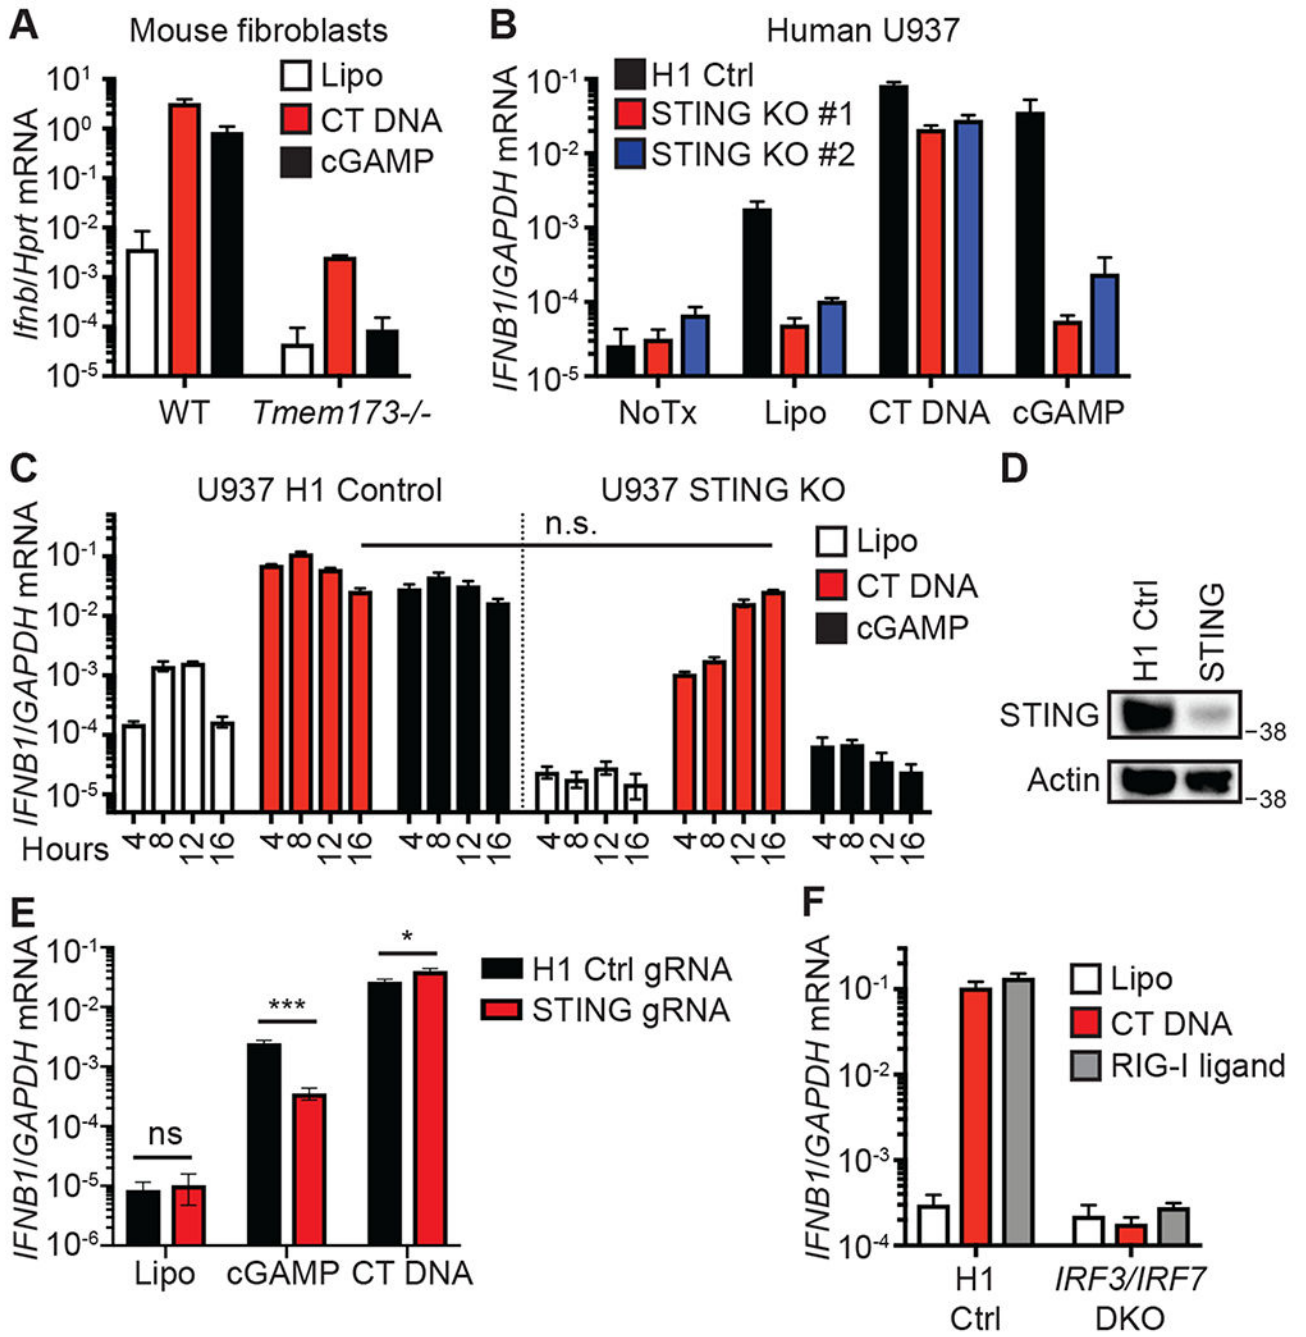 A
Mouse fibroblasts
Ifnb/Hprt mRNA
10¹
10⁰
10⁻¹
10⁻²
10⁻³
10⁻⁴
10⁻⁵
Lipo
CT DNA
cGAMP
WT
Tmem173-/-
B
Human U937
IFNB1/GAPDH mRNA
10⁻¹
10⁻²
10⁻³
10⁻⁴
10⁻⁵
H1 Ctrl
STING KO #1
STING KO #2
NoTx
Lipo
CT DNA
cGAMP
C
U937 H1 Control
U937 STING KO
n.s.
IFNB1/GAPDH mRNA
10⁻¹
10⁻²
10⁻³
10⁻⁴
10⁻⁵
Lipo
CT DNA
cGAMP
Hours
4 8 12 16 4 8 12 16 4 8 12 16 4 8 12 16 4 8 12 16 4 8 12 16
D
H1 Ctrl
STING
STING
–38
Actin
–38
E
IFNB1/GAPDH mRNA
10⁻¹
10⁻²
10⁻³
10⁻⁴
10⁻⁵
10⁻⁶
ns
***
*
H1 Ctrl gRNA
STING gRNA
Lipo
cGAMP
CT DNA
F
IFNB1/GAPDH mRNA
10⁻¹
10⁻²
10⁻³
10⁻⁴
Lipo
CT DNA
RIG-I ligand
H1
Ctrl
IRF3/IRF7
DKO